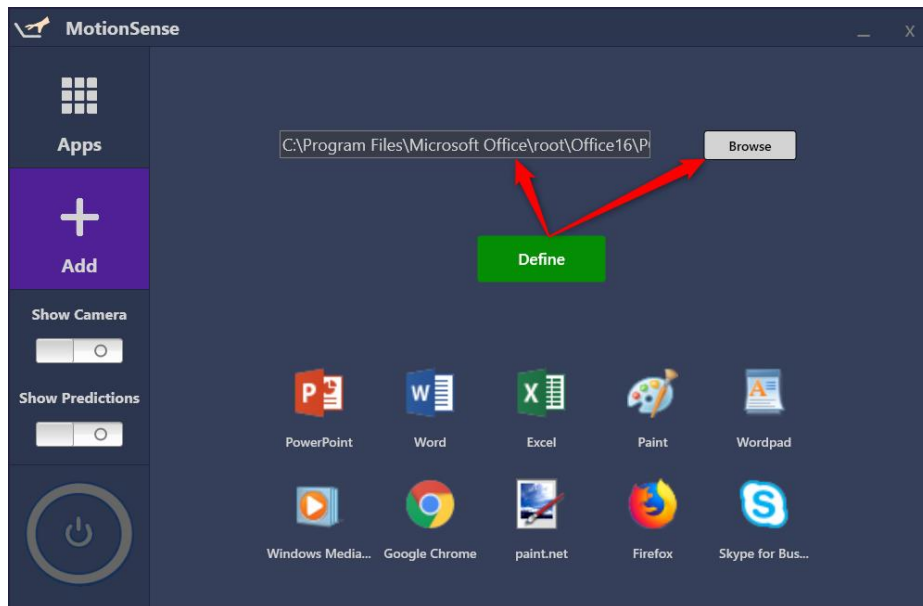 MotionSense
Apps
C:\Program Files\Microsoft Office\root\Office16\P
Browse
Add
Define
Show Camera
Show Predictions
PowerPoint
Word
Excel
Paint
Wordpad
Windows Media...
Google Chrome
paint.net
Firefox
Skype for Bus...